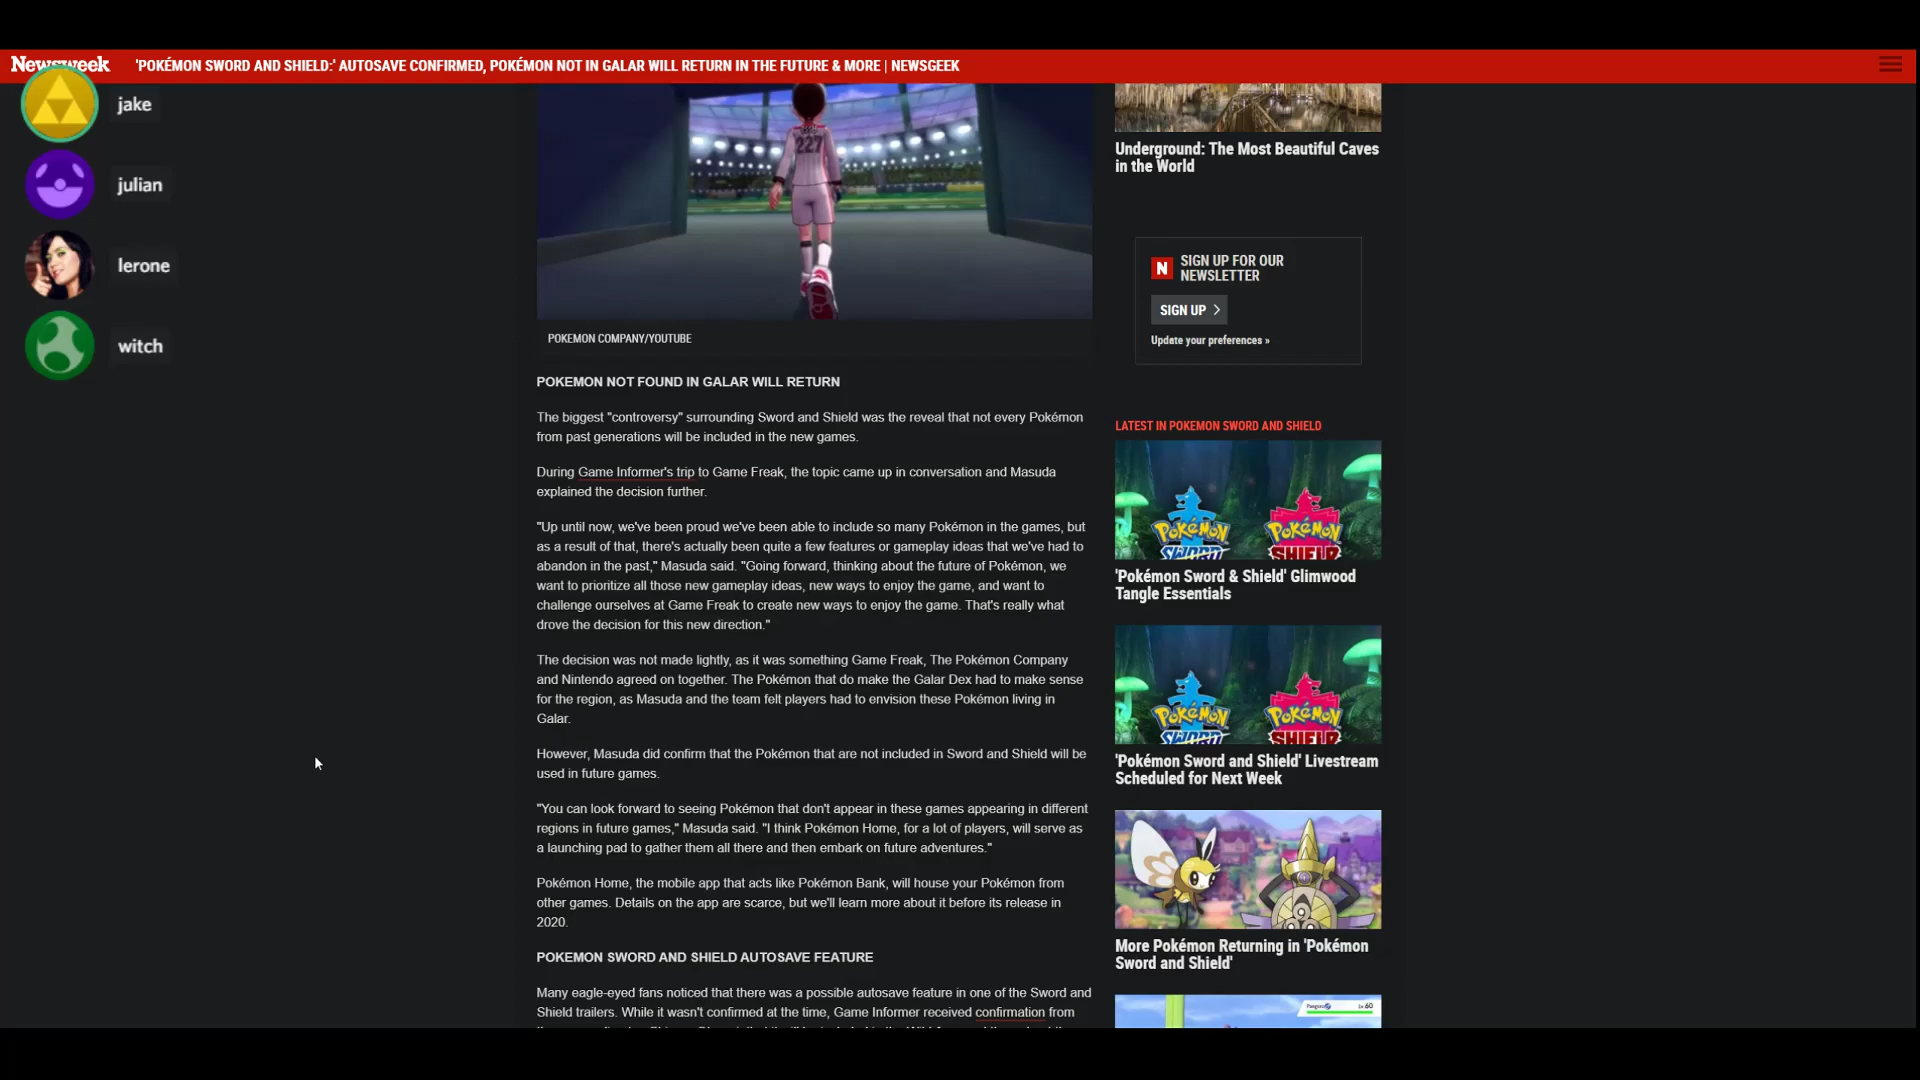 Newsweek
'POKÉMON SWORD AND SHIELD:' AUTOSAVE CONFIRMED, POKÉMON NOT IN GALAR WILL RETURN IN THE FUTURE & MORE | NEWSGEEK
jake
julian
lerone
witch
227
POKEMON COMPANY/YOUTUBE
POKEMON NOT FOUND IN GALAR WILL RETURN
The biggest "controversy" surrounding Sword and Shield was the reveal that not every Pokémon
from past generations will be included in the new games.
During Game Informer's trip to Game Freak, the topic came up in conversation and Masuda
explained the decision further.
"Up until now, we've been proud we've been able to include so many Pokémon in the games, but
as a result of that, there's actually been quite a few features or gameplay ideas that we've had to
abandon in the past," Masuda said. "Going forward, thinking about the future of Pokémon, we
want to prioritize all those new gameplay ideas, new ways to enjoy the game, and want to
challenge ourselves at Game Freak to create new ways to enjoy the game. That's really what
drove the decision for this new direction."
The decision was not made lightly, as it was something Game Freak, The Pokémon Company
and Nintendo agreed on together. The Pokémon that do make the Galar Dex had to make sense
for the region, as Masuda and the team felt players had to envision these Pokémon living in
Galar.
However, Masuda did confirm that the Pokémon that are not included in Sword and Shield will be
used in future games.
"You can look forward to seeing Pokémon that don't appear in these games appearing in different
regions in future games," Masuda said. "I think Pokémon Home, for a lot of players, will serve as
a launching pad to gather them all there and then embark on future adventures."
Pokémon Home, the mobile app that acts like Pokémon Bank, will house your Pokémon from
other games. Details on the app are scarce, but we'll learn more about it before its release in
2020.
POKEMON SWORD AND SHIELD AUTOSAVE FEATURE
Many eagle-eyed fans noticed that there was a possible autosave feature in one of the Sword and
Shield trailers. While it wasn't confirmed at the time, Game Informer received confirmation from
Underground: The Most Beautiful Caves
in the World
N
SIGN UP FOR OUR
NEWSLETTER
SIGN UP
Update your preferences »
LATEST IN POKEMON SWORD AND SHIELD
Pokémon SWORD
Pokémon SHIELD
'Pokémon Sword & Shield' Glimwood
Tangle Essentials
Pokémon SWORD
Pokémon SHIELD
'Pokémon Sword and Shield' Livestream
Scheduled for Next Week
More Pokémon Returning in 'Pokémon
Sword and Shield'